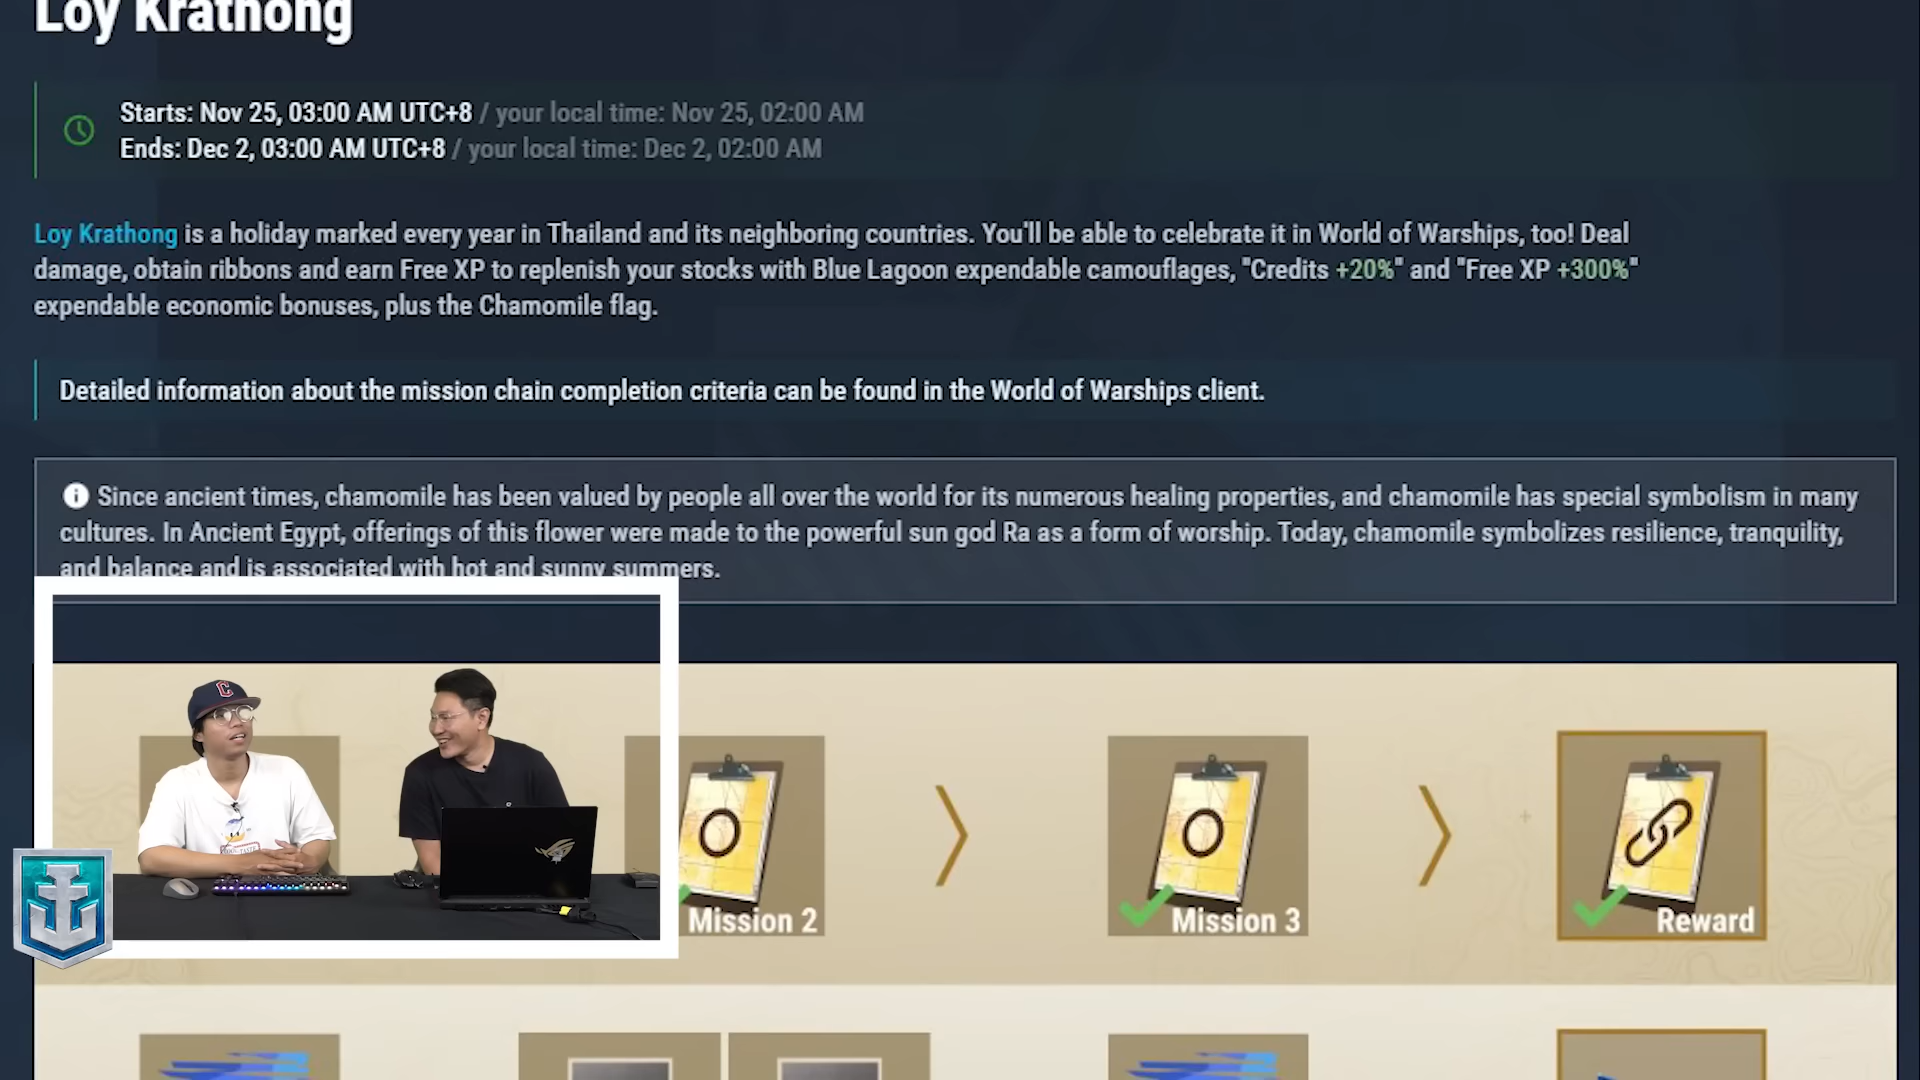 Loy Krathong
Starts: Nov 25, 03:00 AM UTC+8 / your local time: Nov 25, 02:00 AM
Ends: Dec 2, 03:00 AM UTC+8 / your local time: Dec 2, 02:00 AM
Loy Krathong is a holiday marked every year in Thailand and its neighboring countries. You'll be able to celebrate it in World of Warships, too! Deal
damage, obtain ribbons and earn Free XP to replenish your stocks with Blue Lagoon expendable camouflages, "Credits +20%" and "Free XP +300%"
expendable economic bonuses, plus the Chamomile flag.
Detailed information about the mission chain completion criteria can be found in the World of Warships client.
Since ancient times, chamomile has been valued by people all over the world for its numerous healing properties, and chamomile has special symbolism in many
cultures. In Ancient Egypt, offerings of this flower were made to the powerful sun god Ra as a form of worship. Today, chamomile symbolizes resilience, tranquility,
and balance and is associated with hot and sunny summers.
C
Mission 2
Mission 3
Reward